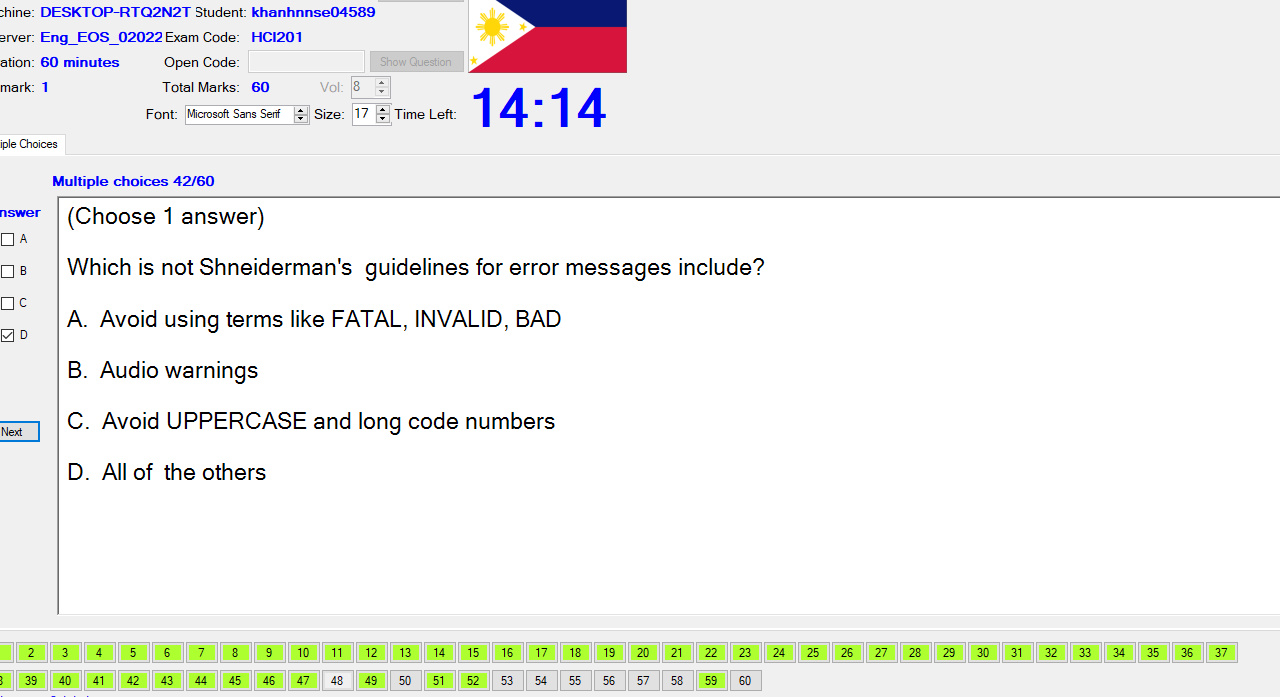 chine: DESKTOP-RTQ2N2T Student: khanhnnse04589
erver: Eng_EOS_02022 Exam Code: HCI201
ation: 60 minutes Open Code: Show Question
mark: 1 Total Marks: 60 Vol: 8
Font: Microsoft Sans Serif Size: 17 Time Left: 14:14
iple Choices
Multiple choices 42/60
nswer
A
B
C
D
Next
(Choose 1 answer)
Which is not Shneiderman's guidelines for error messages include?
A. Avoid using terms like FATAL, INVALID, BAD
B. Audio warnings
C. Avoid UPPERCASE and long code numbers
D. All of the others
2 3 4 5 6 7 8 9 10 11 12 13 14 15 16 17 18 19 20 21 22 23 24 25 26 27 28 29 30 31 32 33 34 35 36 37
39 40 41 42 43 44 45 46 47 48 49 50 51 52 53 54 55 56 57 58 59 60